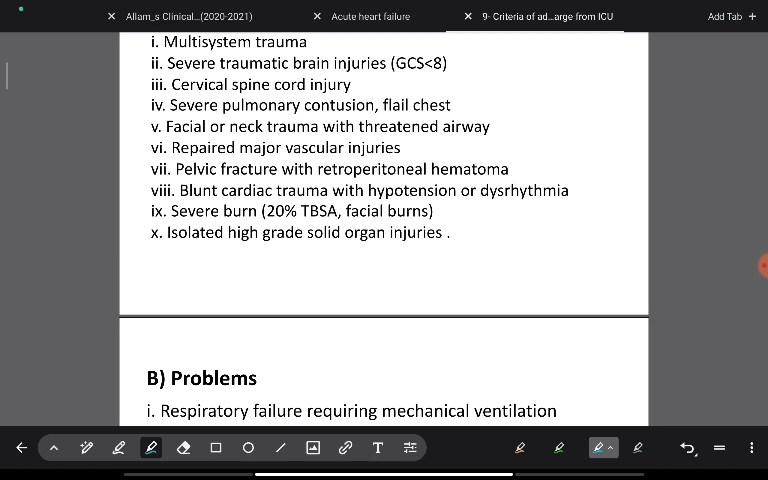 Allam_s Clinical...(2020-2021)
Acute heart failure
9- Criteria of ad...arge from ICU
Add Tab +
i. Multisystem trauma
ii. Severe traumatic brain injuries (GCS<8)
iii. Cervical spine cord injury
iv. Severe pulmonary contusion, flail chest
v. Facial or neck trauma with threatened airway
vi. Repaired major vascular injuries
vii. Pelvic fracture with retroperitoneal hematoma
viii. Blunt cardiac trauma with hypotension or dysrhythmia
ix. Severe burn (20% TBSA, facial burns)
x. Isolated high grade solid organ injuries .
B) Problems
i. Respiratory failure requiring mechanical ventilation
T